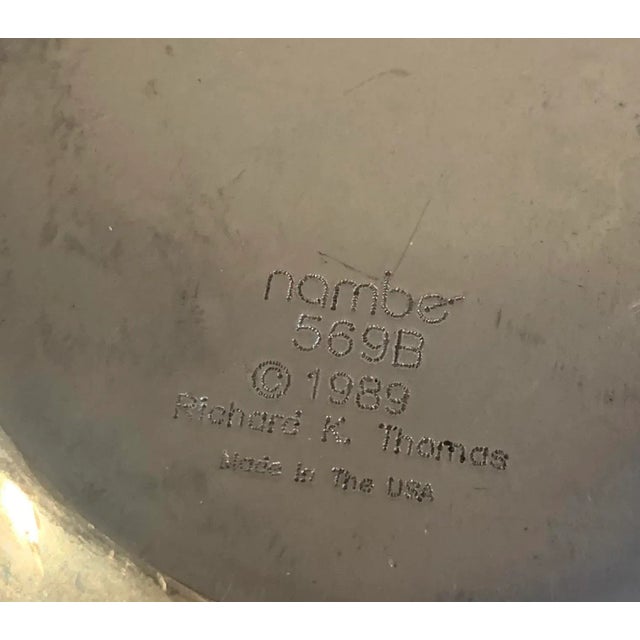 nambe
569B
© 1989
Richard K. Thomas
Made In The USA